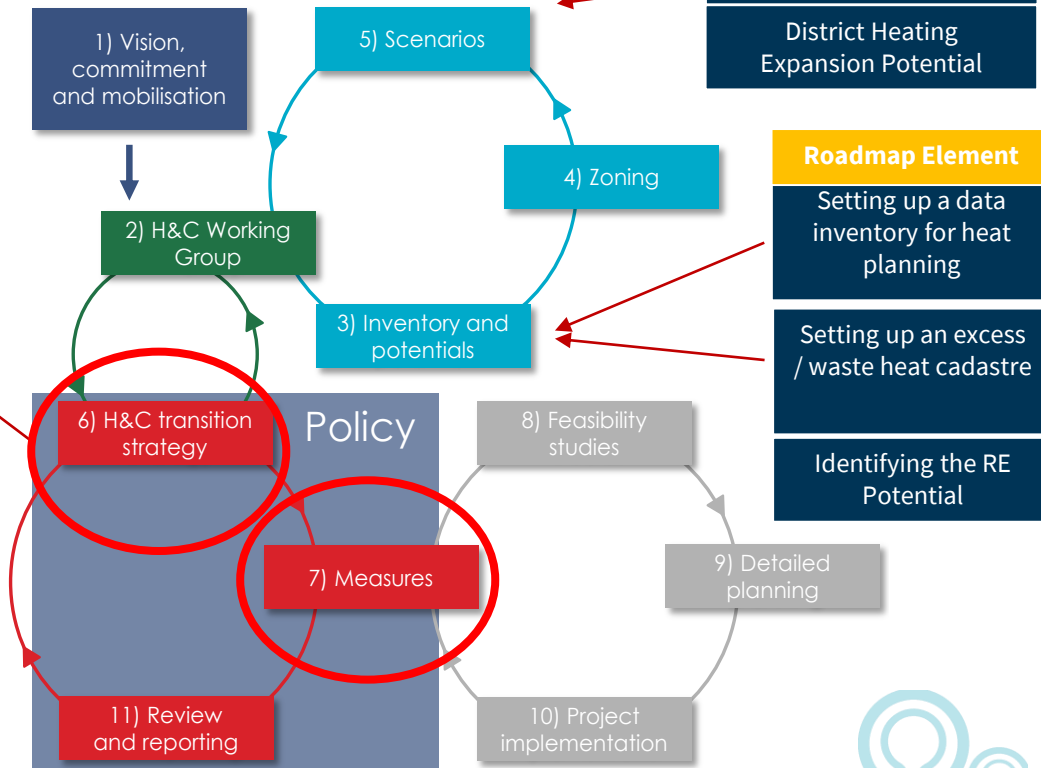 1) Vision,
commitment
and mobilisation
5) Scenarios
District Heating
Expansion Potential
4) Zoning
Roadmap Element
Setting up a data
inventory for heat
planning
2) H&C Working
Group
3) Inventory and
potentials
Setting up an excess
/ waste heat cadastre
Identifying the RE
Potential
6) H&C transition
strategy
Policy
8) Feasibility
studies
7) Measures
9) Detailed
planning
11) Review
and reporting
10) Project
implementation